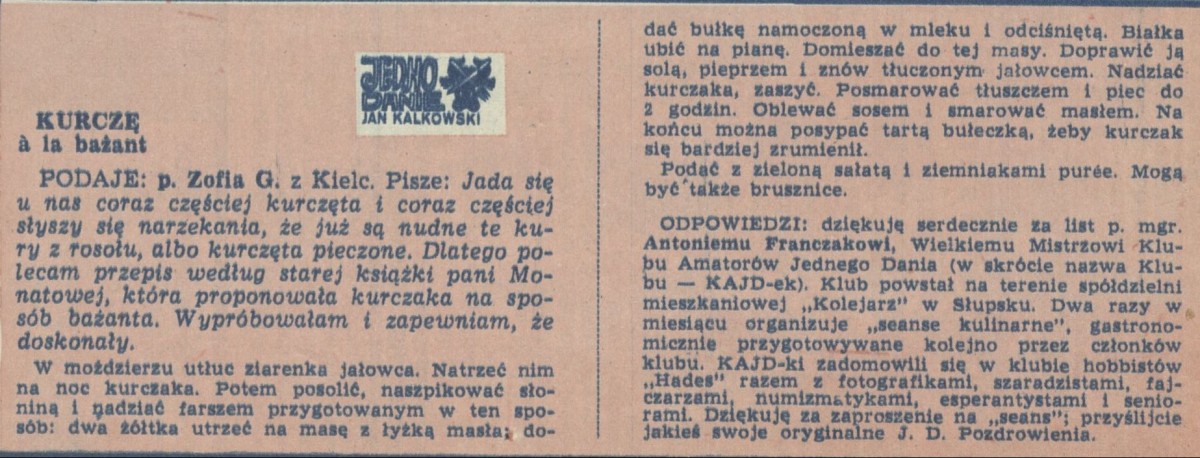 JEDNO
DANIE
JAN KALKOWSKI
KURCZĘ
à la bażant
PODAJE: p. Zofia G. z Kielc. Pisze: Jada się
u nas coraz częściej kurczęta i coraz częściej
słyszy się narzekania, że już są nudne te ku-
ry z rosołu, albo kurczęta pieczone. Dlatego po-
lecam przepis według starej książki pani Mo-
natowej, która proponowała kurczaka na spo-
sób bażanta. Wypróbowałam i zapewniam, że
doskonały.
W moździerzu utłuc ziarenka jałowca. Natrzeć nim
na noc kurczaka. Potem posolić, naszpikować sło-
niną i nadziać farszem przygotowanym w ten spo-
sób: dwa żółtka utrzeć na masę z łyżką masła; do-
dać bułkę namoczoną w mleku i odciśniętą. Białka
ubić na pianę. Domieszać do tej masy. Doprawić ją
solą, pieprzem i znów tłuczonym jałowcem. Nadziać
kurczaka, zaszyć. Posmarować tłuszczem i piec do
2 godzin. Oblewać sosem i smarować masłem. Na
końcu można posypać tartą bułeczką, żeby kurczak
się bardziej zrumienił.
Podać z zieloną sałatą i ziemniakami purée. Mogą
być także brusznice.
ODPOWIEDZI: dziękuję serdecznie za list p. mgr.
Antoniemu Franczakowi, Wielkiemu Mistrzowi Klu-
bu Amatorów Jednego Dania (w skrócie nazwa Klu-
bu — KAJD-ek). Klub powstał na terenie spółdzielni
mieszkaniowej „Kolejarz" w Słupsku. Dwa razy w
miesiącu organizuje „seanse kulinarne", gastrono-
micznie przygotowywane kolejno przez członków
klubu. KAJD-ki zadomowili się w klubie hobbistów
„Hades" razem z fotografikami, szaradzistami, faj-
czarzami, numizmatykami, esperantystami i senio-
rami. Dziękuję za zaproszenie na „seans"; przyślijcie
jakieś swoje oryginalne J. D. Pozdrowienia.